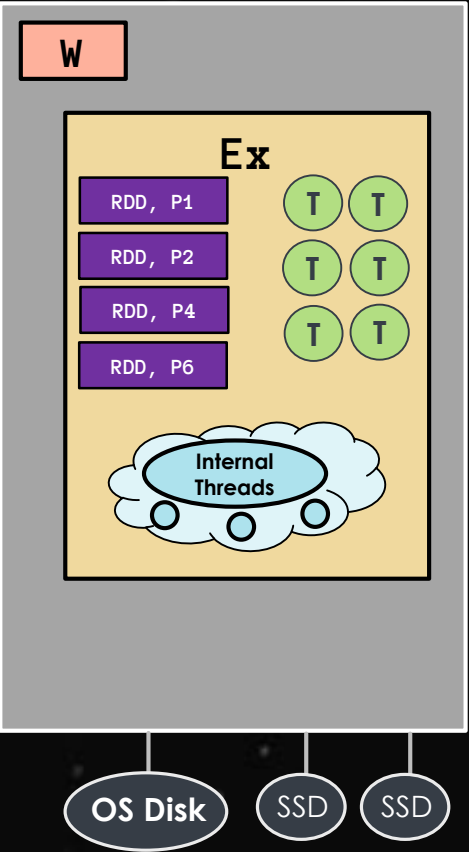 W
Ex
RDD, P1
T T
RDD, P2
T T
RDD, P4
T T
RDD, P6
Internal
Threads
OS Disk
SSD
SSD